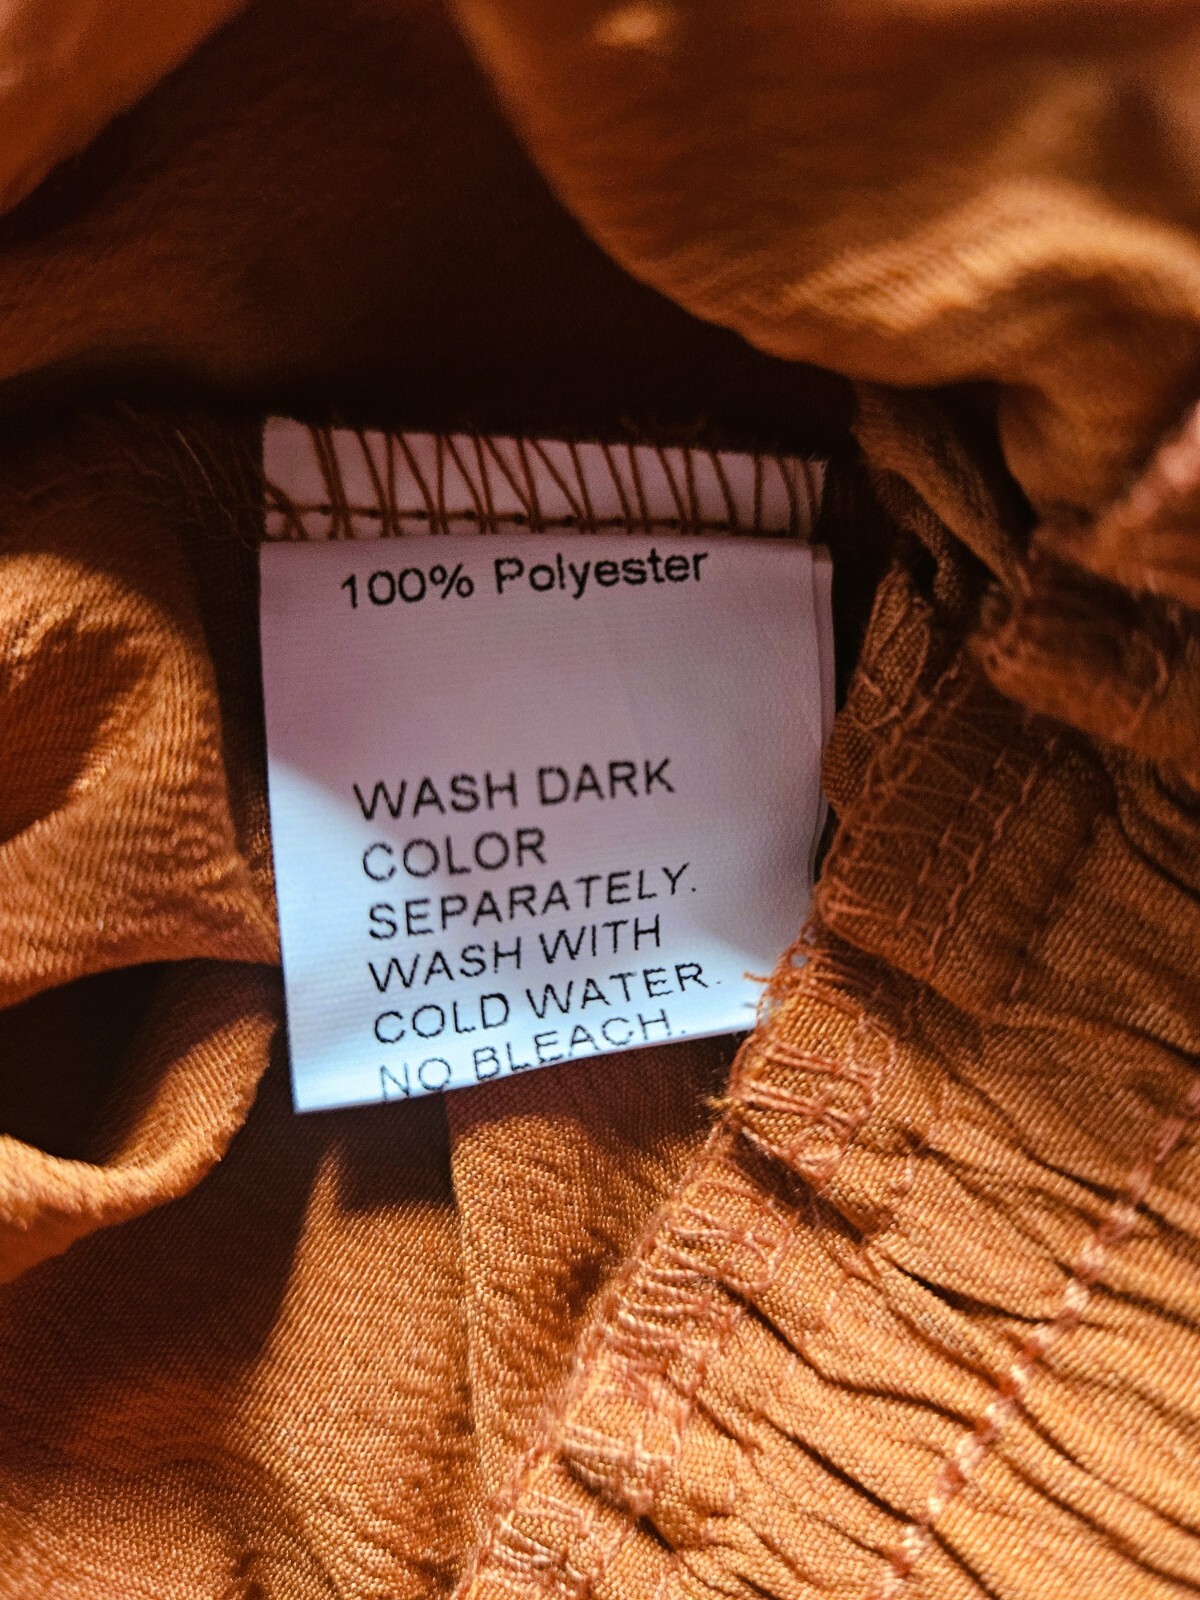 100% Polyester
WASH DARK
COLOR
SEPARATELY.
WASH WITH
COLD WATER.
NO BLEACH.